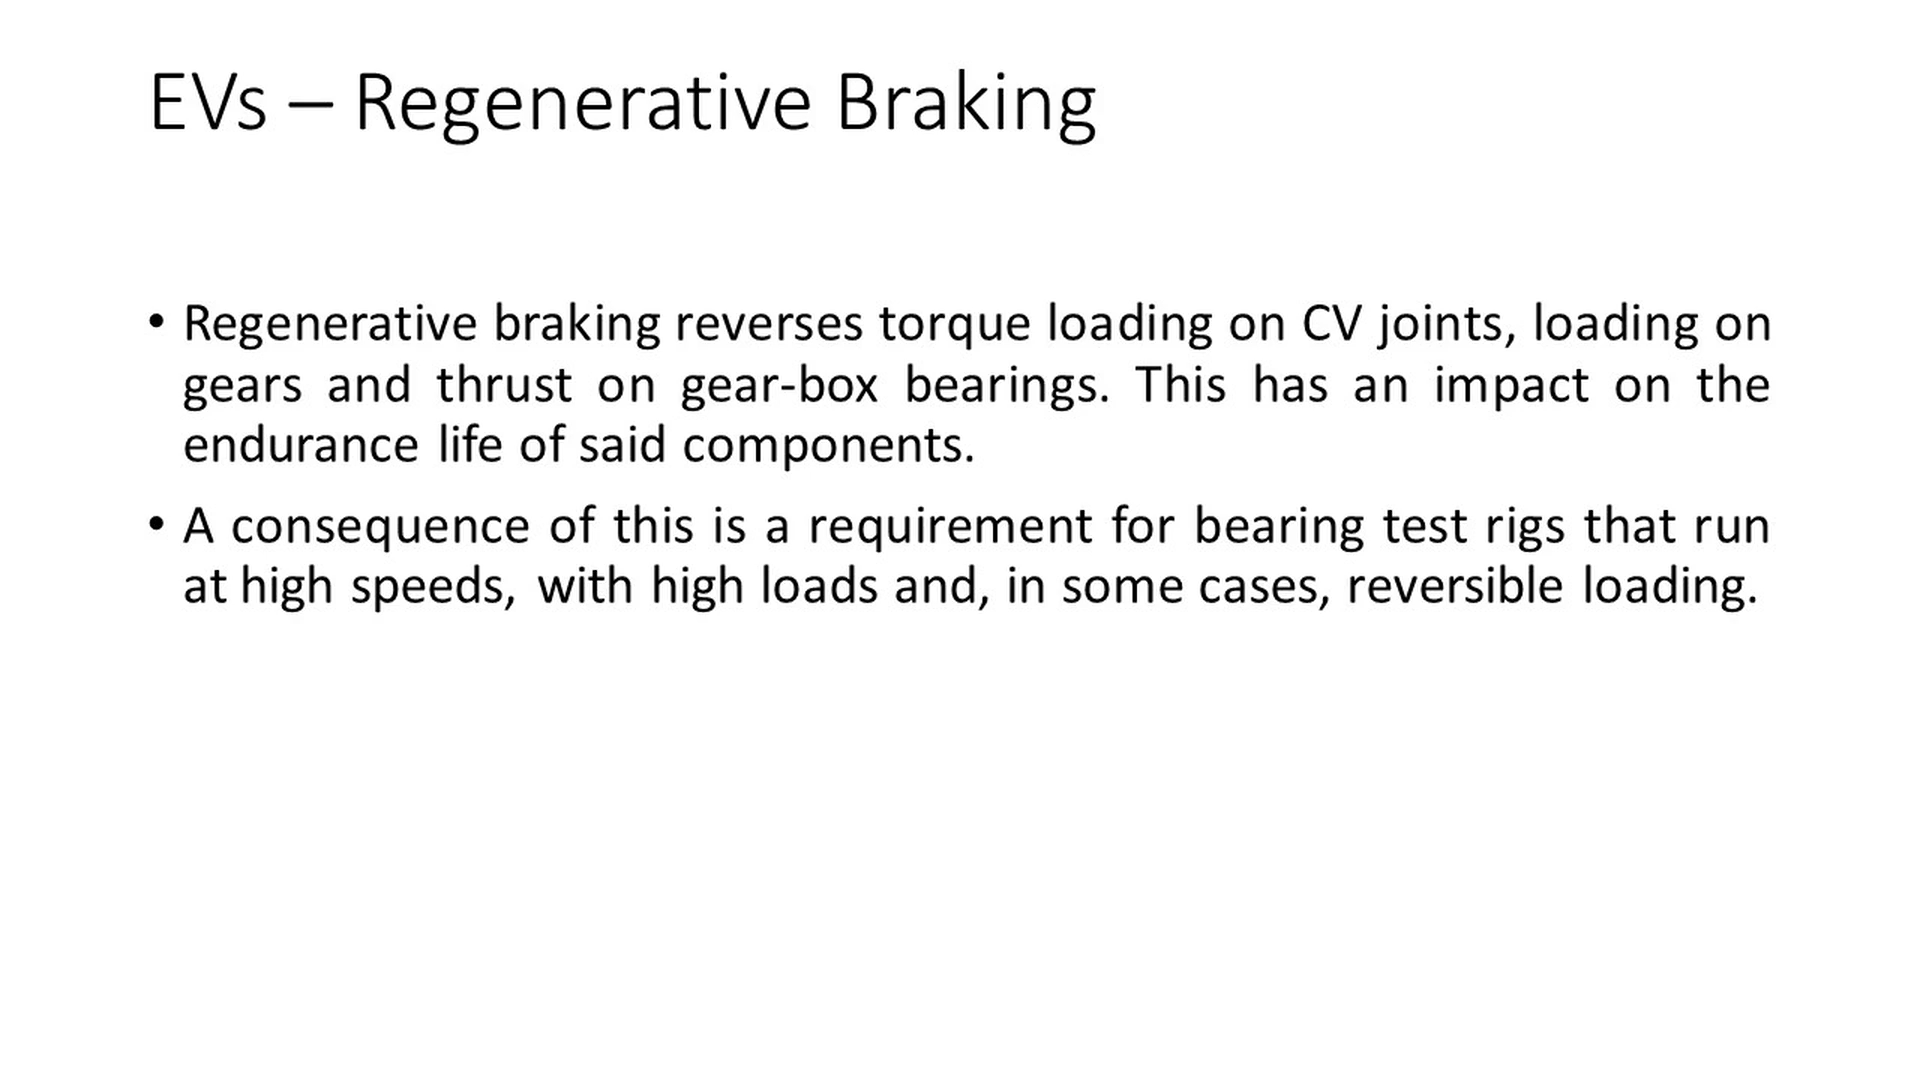 EVs – Regenerative Braking
• Regenerative braking reverses torque loading on CV joints, loading on
gears and thrust on gear-box bearings. This has an impact on the
endurance life of said components.
• A consequence of this is a requirement for bearing test rigs that run
at high speeds, with high loads and, in some cases, reversible loading.